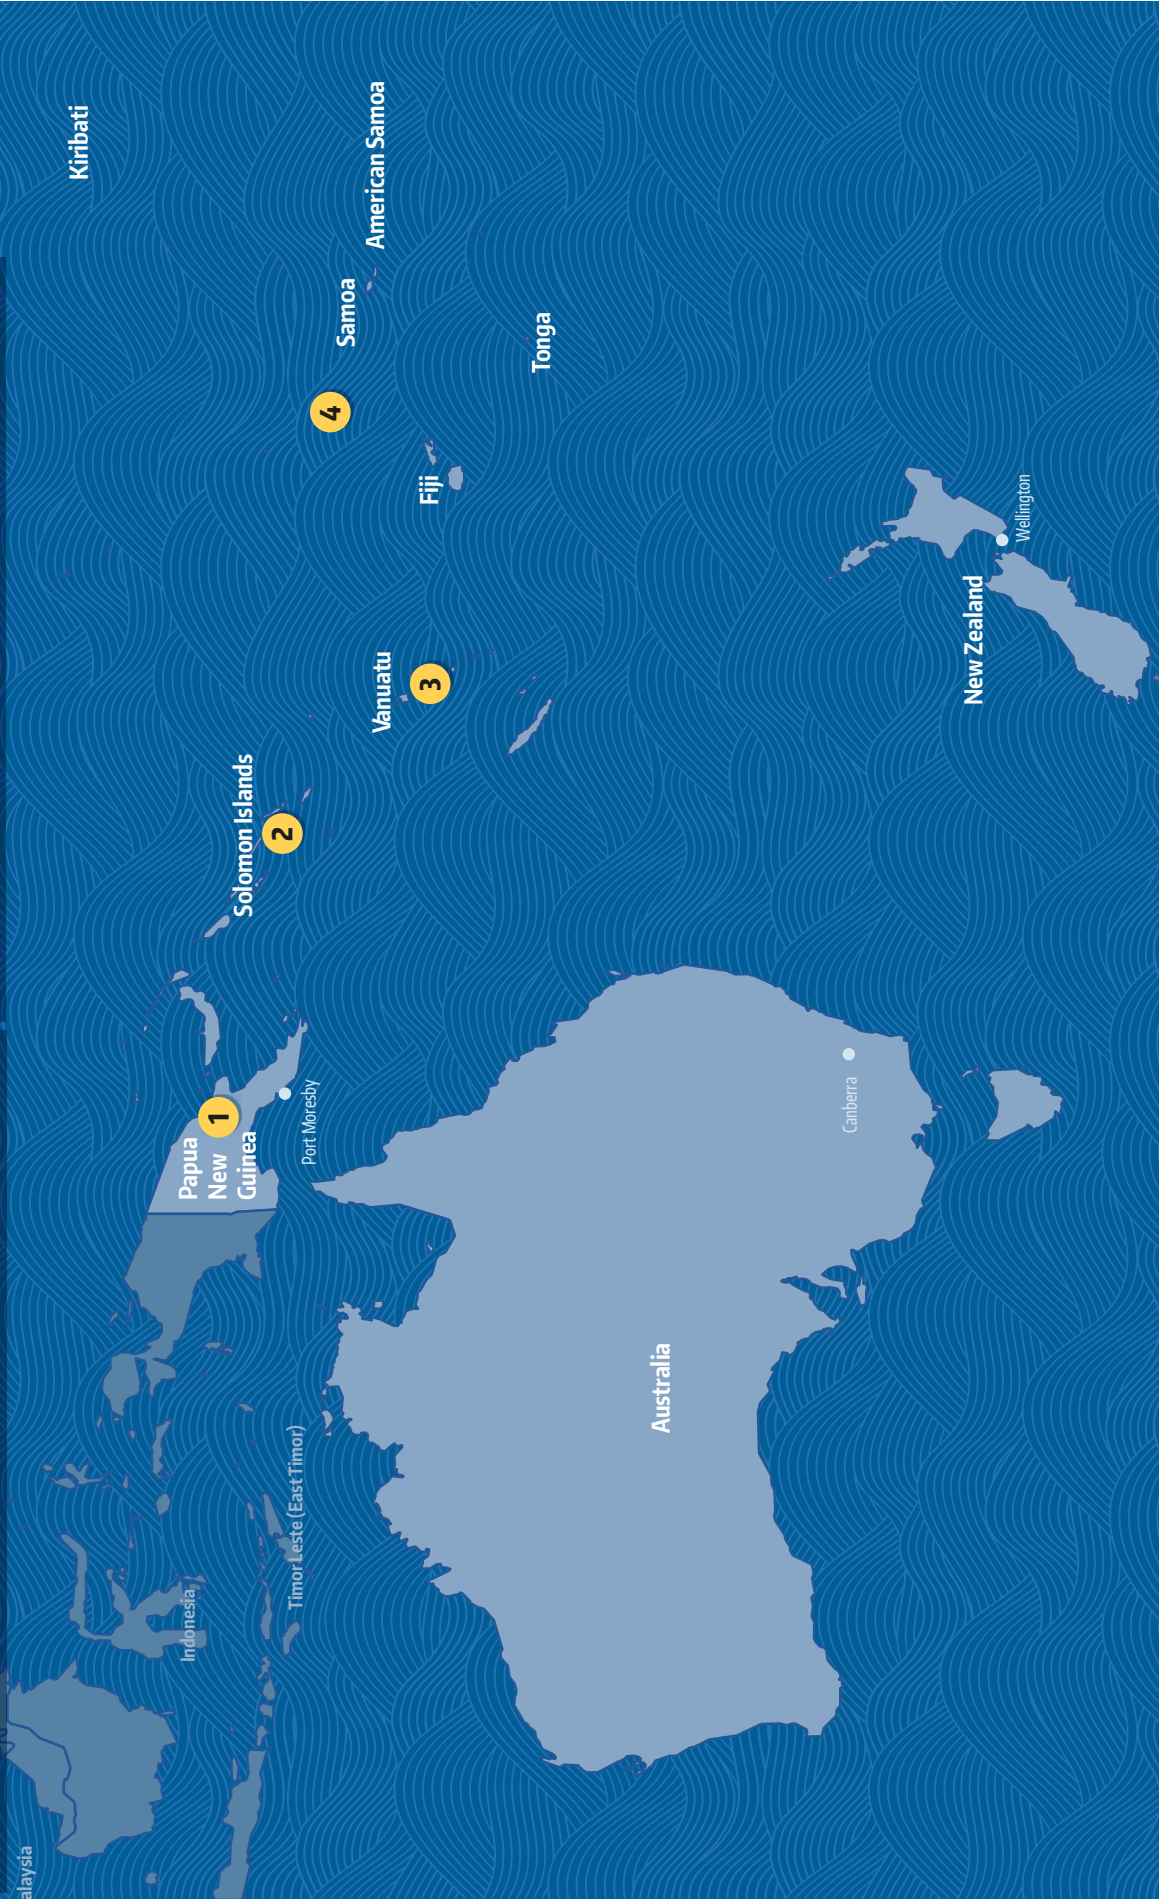 alaysia
Indonesia
Timor Leste (East Timor)
Papua
New
Guinea
1
Port Moresby
Solomon Islands
2
Vanuatu
3
Fiji
4
Samoa
American Samoa
Kiribati
Tonga
Australia
Canberra
New Zealand
Wellington